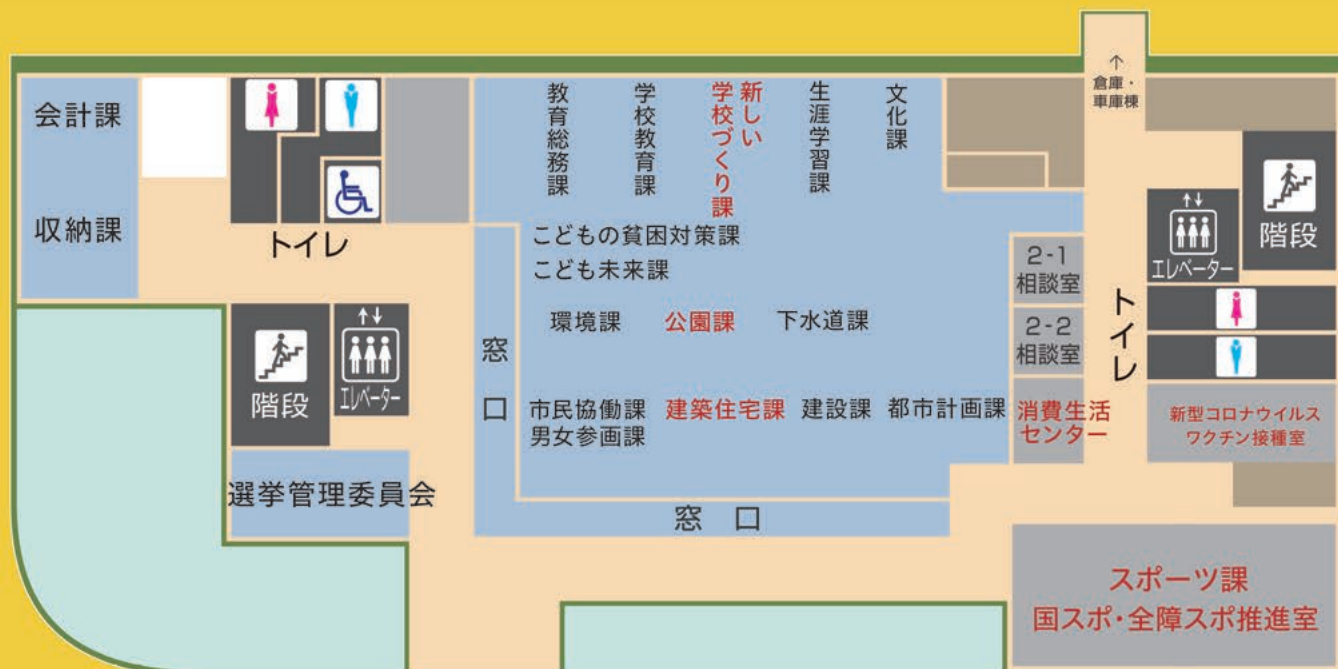 会計課
収納課
トイレ
階段
エレベーター
選挙管理委員会
教育総務課
学校教育課
新しい
学校づくり課
生涯学習課
文化課
こどもの貧困対策課
こども未来課
環境課
公園課
下水道課
窓口
市民協働課
男女参画課
建築住宅課
建設課
都市計画課
窓口
2-1
相談室
2-2
相談室
消費生活
センター
↑
倉庫・
車庫棟
エレベーター
階段
トイレ
新型コロナウイルス
ワクチン接種室
スポーツ課
国スポ・全障スポ推進室